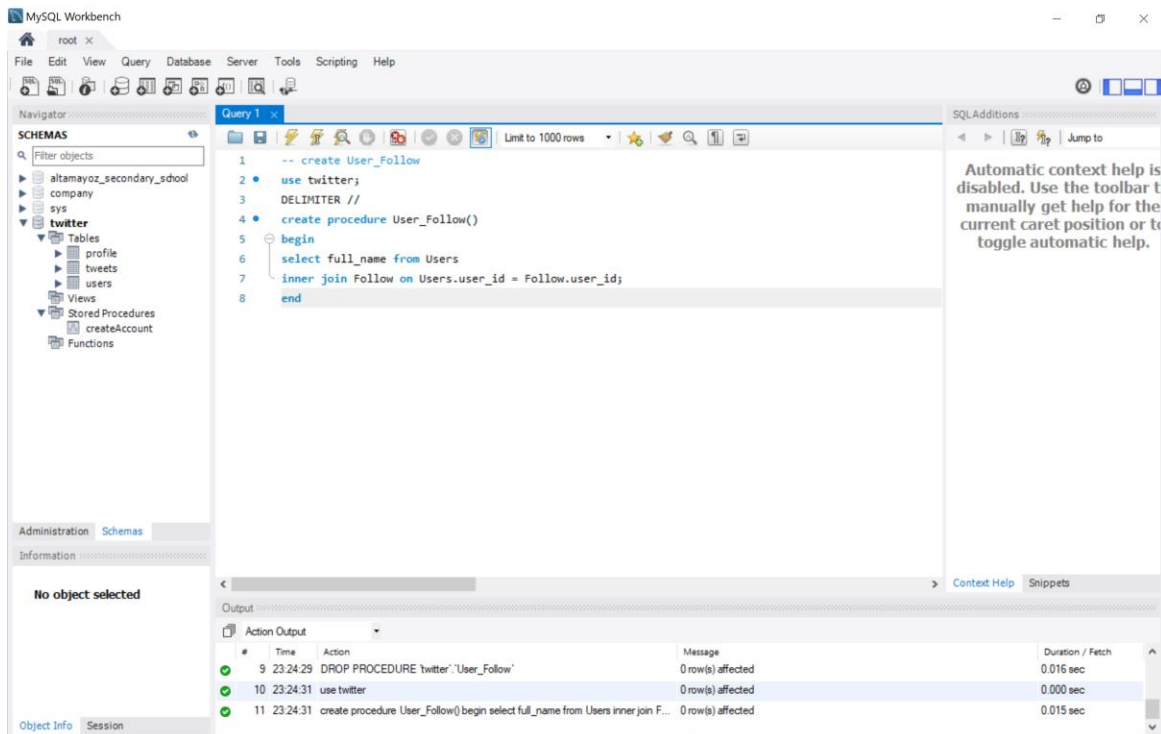 MySQL Workbench
root
File Edit View Query Database Server Tools Scripting Help
Navigator
SCHEMAS
Filter objects
altamayoz_secondary_school
company
sys
twitter
Tables
profile
tweets
users
Views
Stored Procedures
createAccount
Functions
Administration Schemas
Information
No object selected
Object Info Session
Query 1
Limit to 1000 rows
1 -- create User_Follow
2 use twitter;
3 DELIMITER //
4 create procedure User_Follow()
5 begin
6 select full_name from Users
7 inner join Follow on Users.user_id = Follow.user_id;
8 end
SQLAdditions
Jump to
Automatic context help is
disabled. Use the toolbar t
manually get help for the
current caret position or to
toggle automatic help.
Context Help Snippets
Output
Action Output
# Time Action Message Duration / Fetch
9 23:24:29 DROP PROCEDURE `twitter`.`User_Follow` 0 row(s) affected 0.016 sec
10 23:24:31 use twitter 0 row(s) affected 0.000 sec
11 23:24:31 create procedure User_Follow() begin select full_name from Users inner join F... 0 row(s) affected 0.015 sec